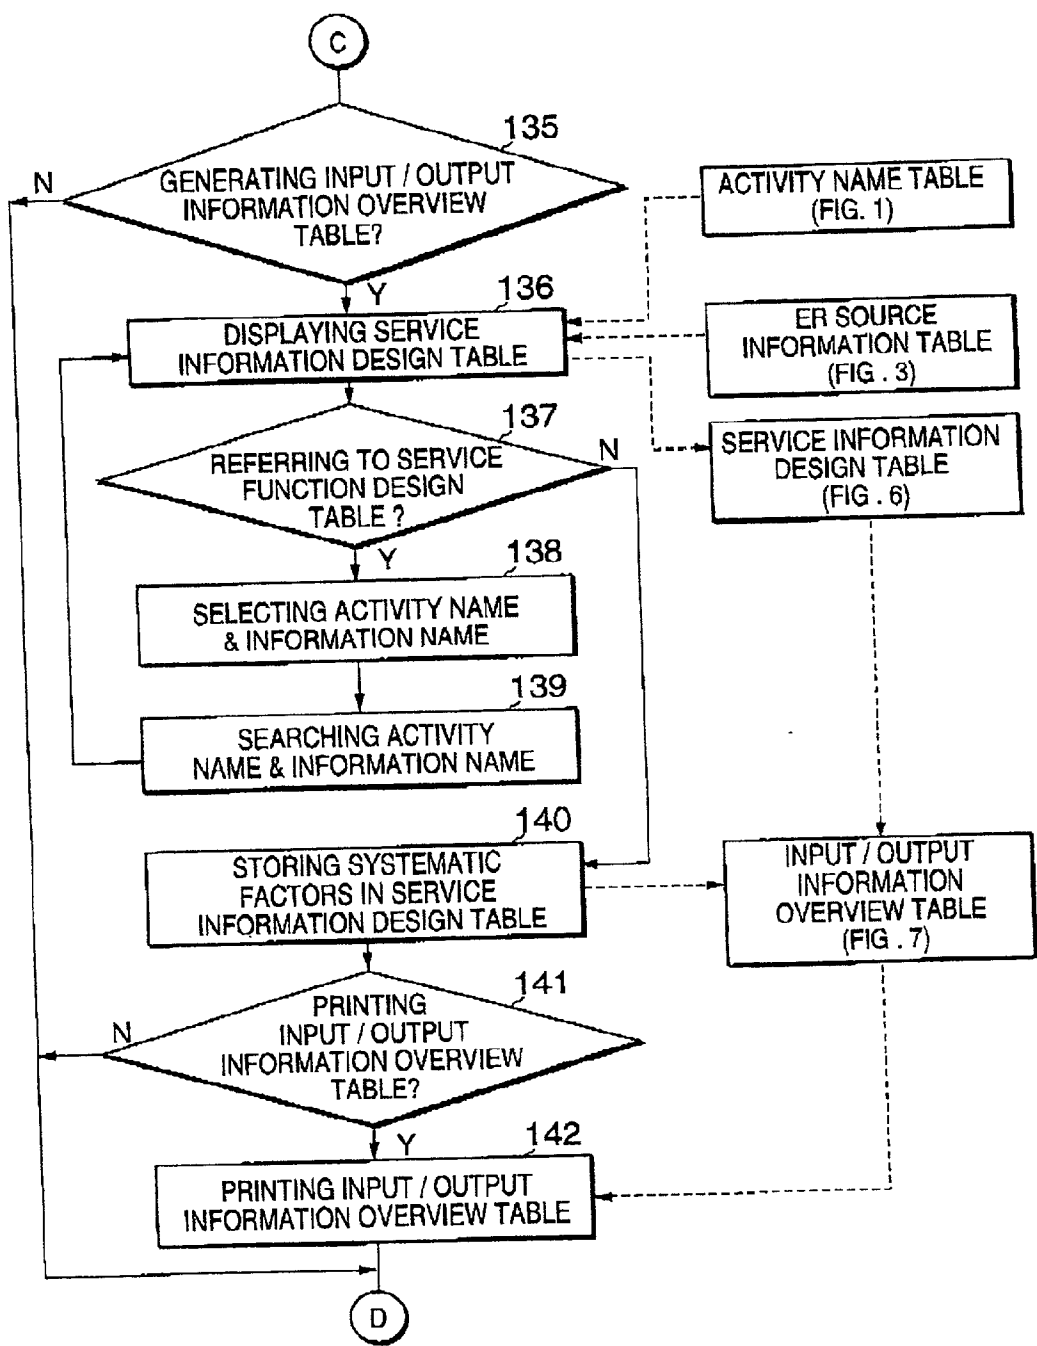 C
135
N
GENERATING INPUT / OUTPUT
INFORMATION OVERVIEW
TABLE?
Y
ACTIVITY NAME TABLE
(FIG. 1)
136
DISPLAYING SERVICE
INFORMATION DESIGN TABLE
ER SOURCE
INFORMATION TABLE
(FIG . 3)
137
N
REFERRING TO SERVICE
FUNCTION DESIGN
TABLE ?
Y
SERVICE INFORMATION
DESIGN TABLE
(FIG . 6)
138
SELECTING ACTIVITY NAME
& INFORMATION NAME
139
SEARCHING ACTIVITY
NAME & INFORMATION NAME
140
STORING SYSTEMATIC
FACTORS IN SERVICE
INFORMATION DESIGN TABLE
INPUT / OUTPUT
INFORMATION
OVERVIEW TABLE
(FIG . 7)
141
N
PRINTING
INPUT / OUTPUT
INFORMATION OVERVIEW
TABLE?
Y
142
PRINTING INPUT / OUTPUT
INFORMATION OVERVIEW TABLE
D